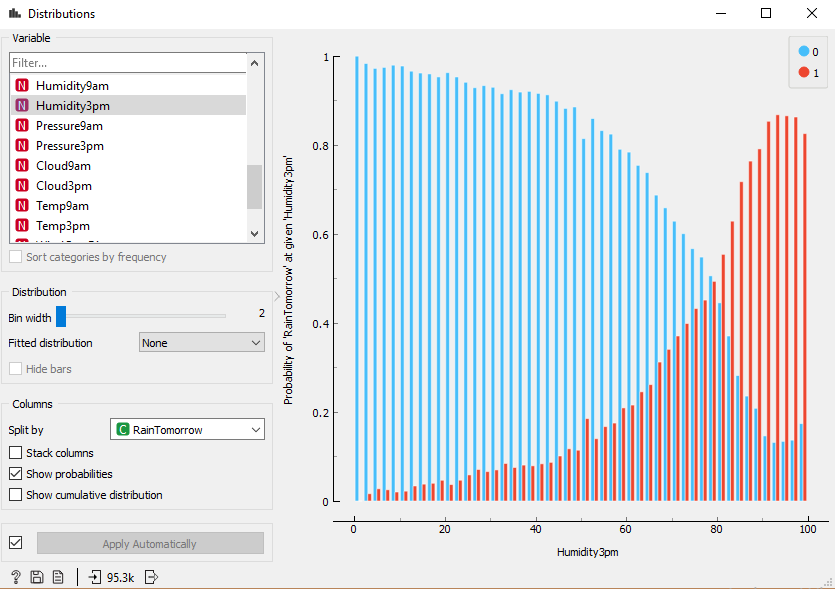 Distributions
Variable
Filter...
N Humidity9am
N Humidity3pm
N Pressure9am
N Pressure3pm
N Cloud9am
N Cloud3pm
N Temp9am
N Temp3pm
Sort categories by frequency
Distribution
Bin width 2
Fitted distribution None
Hide bars
Columns
Split by C RainTomorrow
Stack columns
Show probabilities
Show cumulative distribution
Apply Automatically
? 95.3k
Probability of 'RainTomorrow' at given 'Humidity3pm'
1
0.8
0.6
0.4
0.2
0
0 20 40 60 80 100
Humidity3pm
0
1